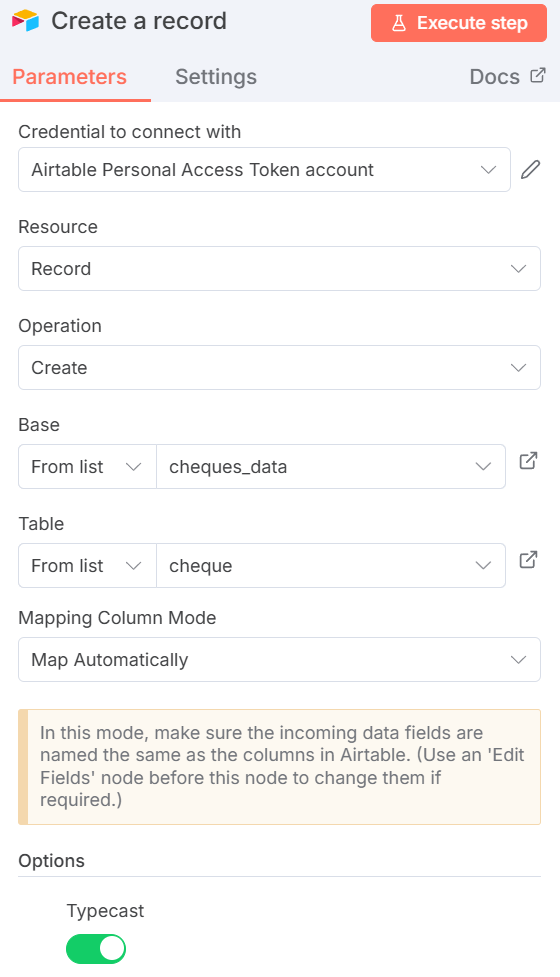 Create a record
Execute step
Parameters
Settings
Docs
Credential to connect with
Airtable Personal Access Token account
Resource
Record
Operation
Create
Base
From list
cheques_data
Table
From list
cheque
Mapping Column Mode
Map Automatically
In this mode, make sure the incoming data fields are
named the same as the columns in Airtable. (Use an 'Edit
Fields' node before this node to change them if
required.)
Options
Typecast